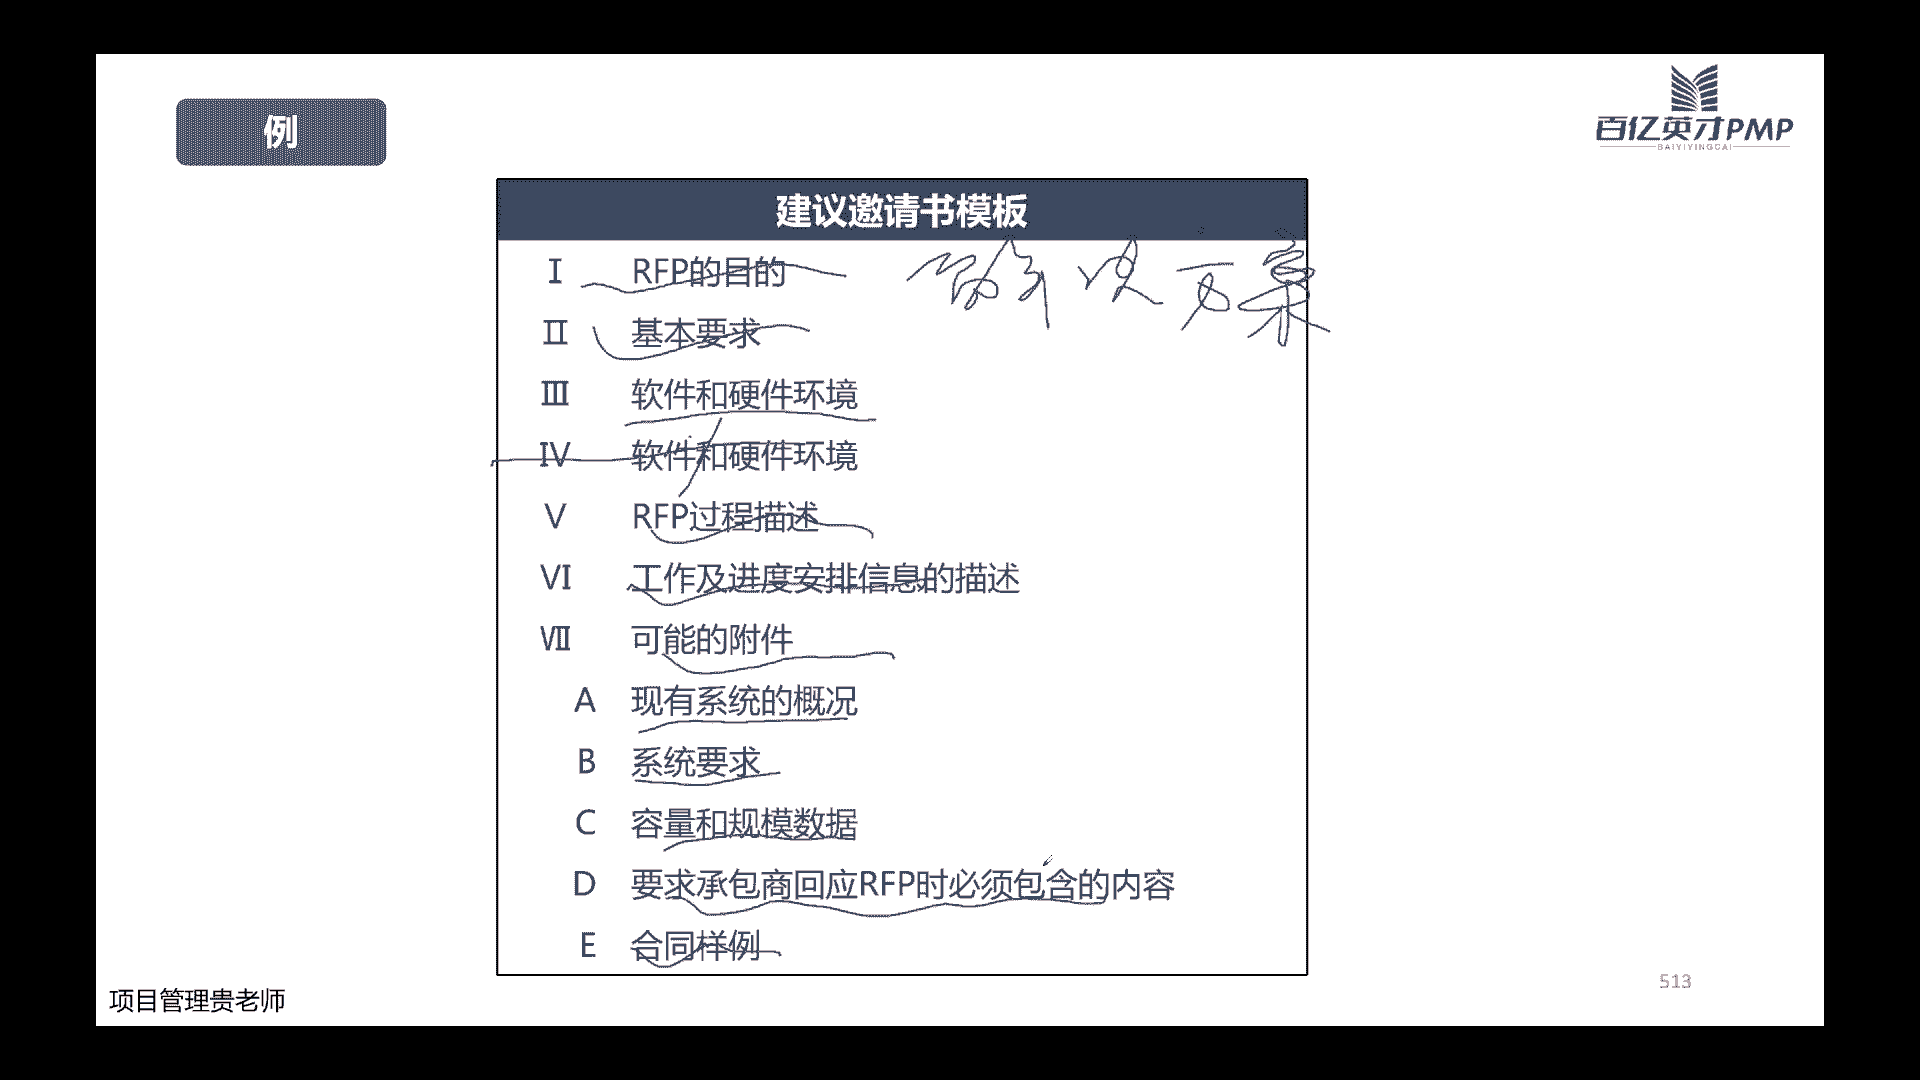 例
百亿英才PMP
BAIYIYINGCAI
建议邀请书模板
Ⅰ RFP的目的
Ⅱ 基本要求
Ⅲ 软件和硬件环境
Ⅳ 软件和硬件环境
Ⅴ RFP过程描述
Ⅵ 工作及进度安排信息的描述
Ⅶ 可能的附件
A 现有系统的概况
B 系统要求
C 容量和规模数据
D 要求承包商回应RFP时必须包含的内容
E 合同样例
513
项目管理贵老师